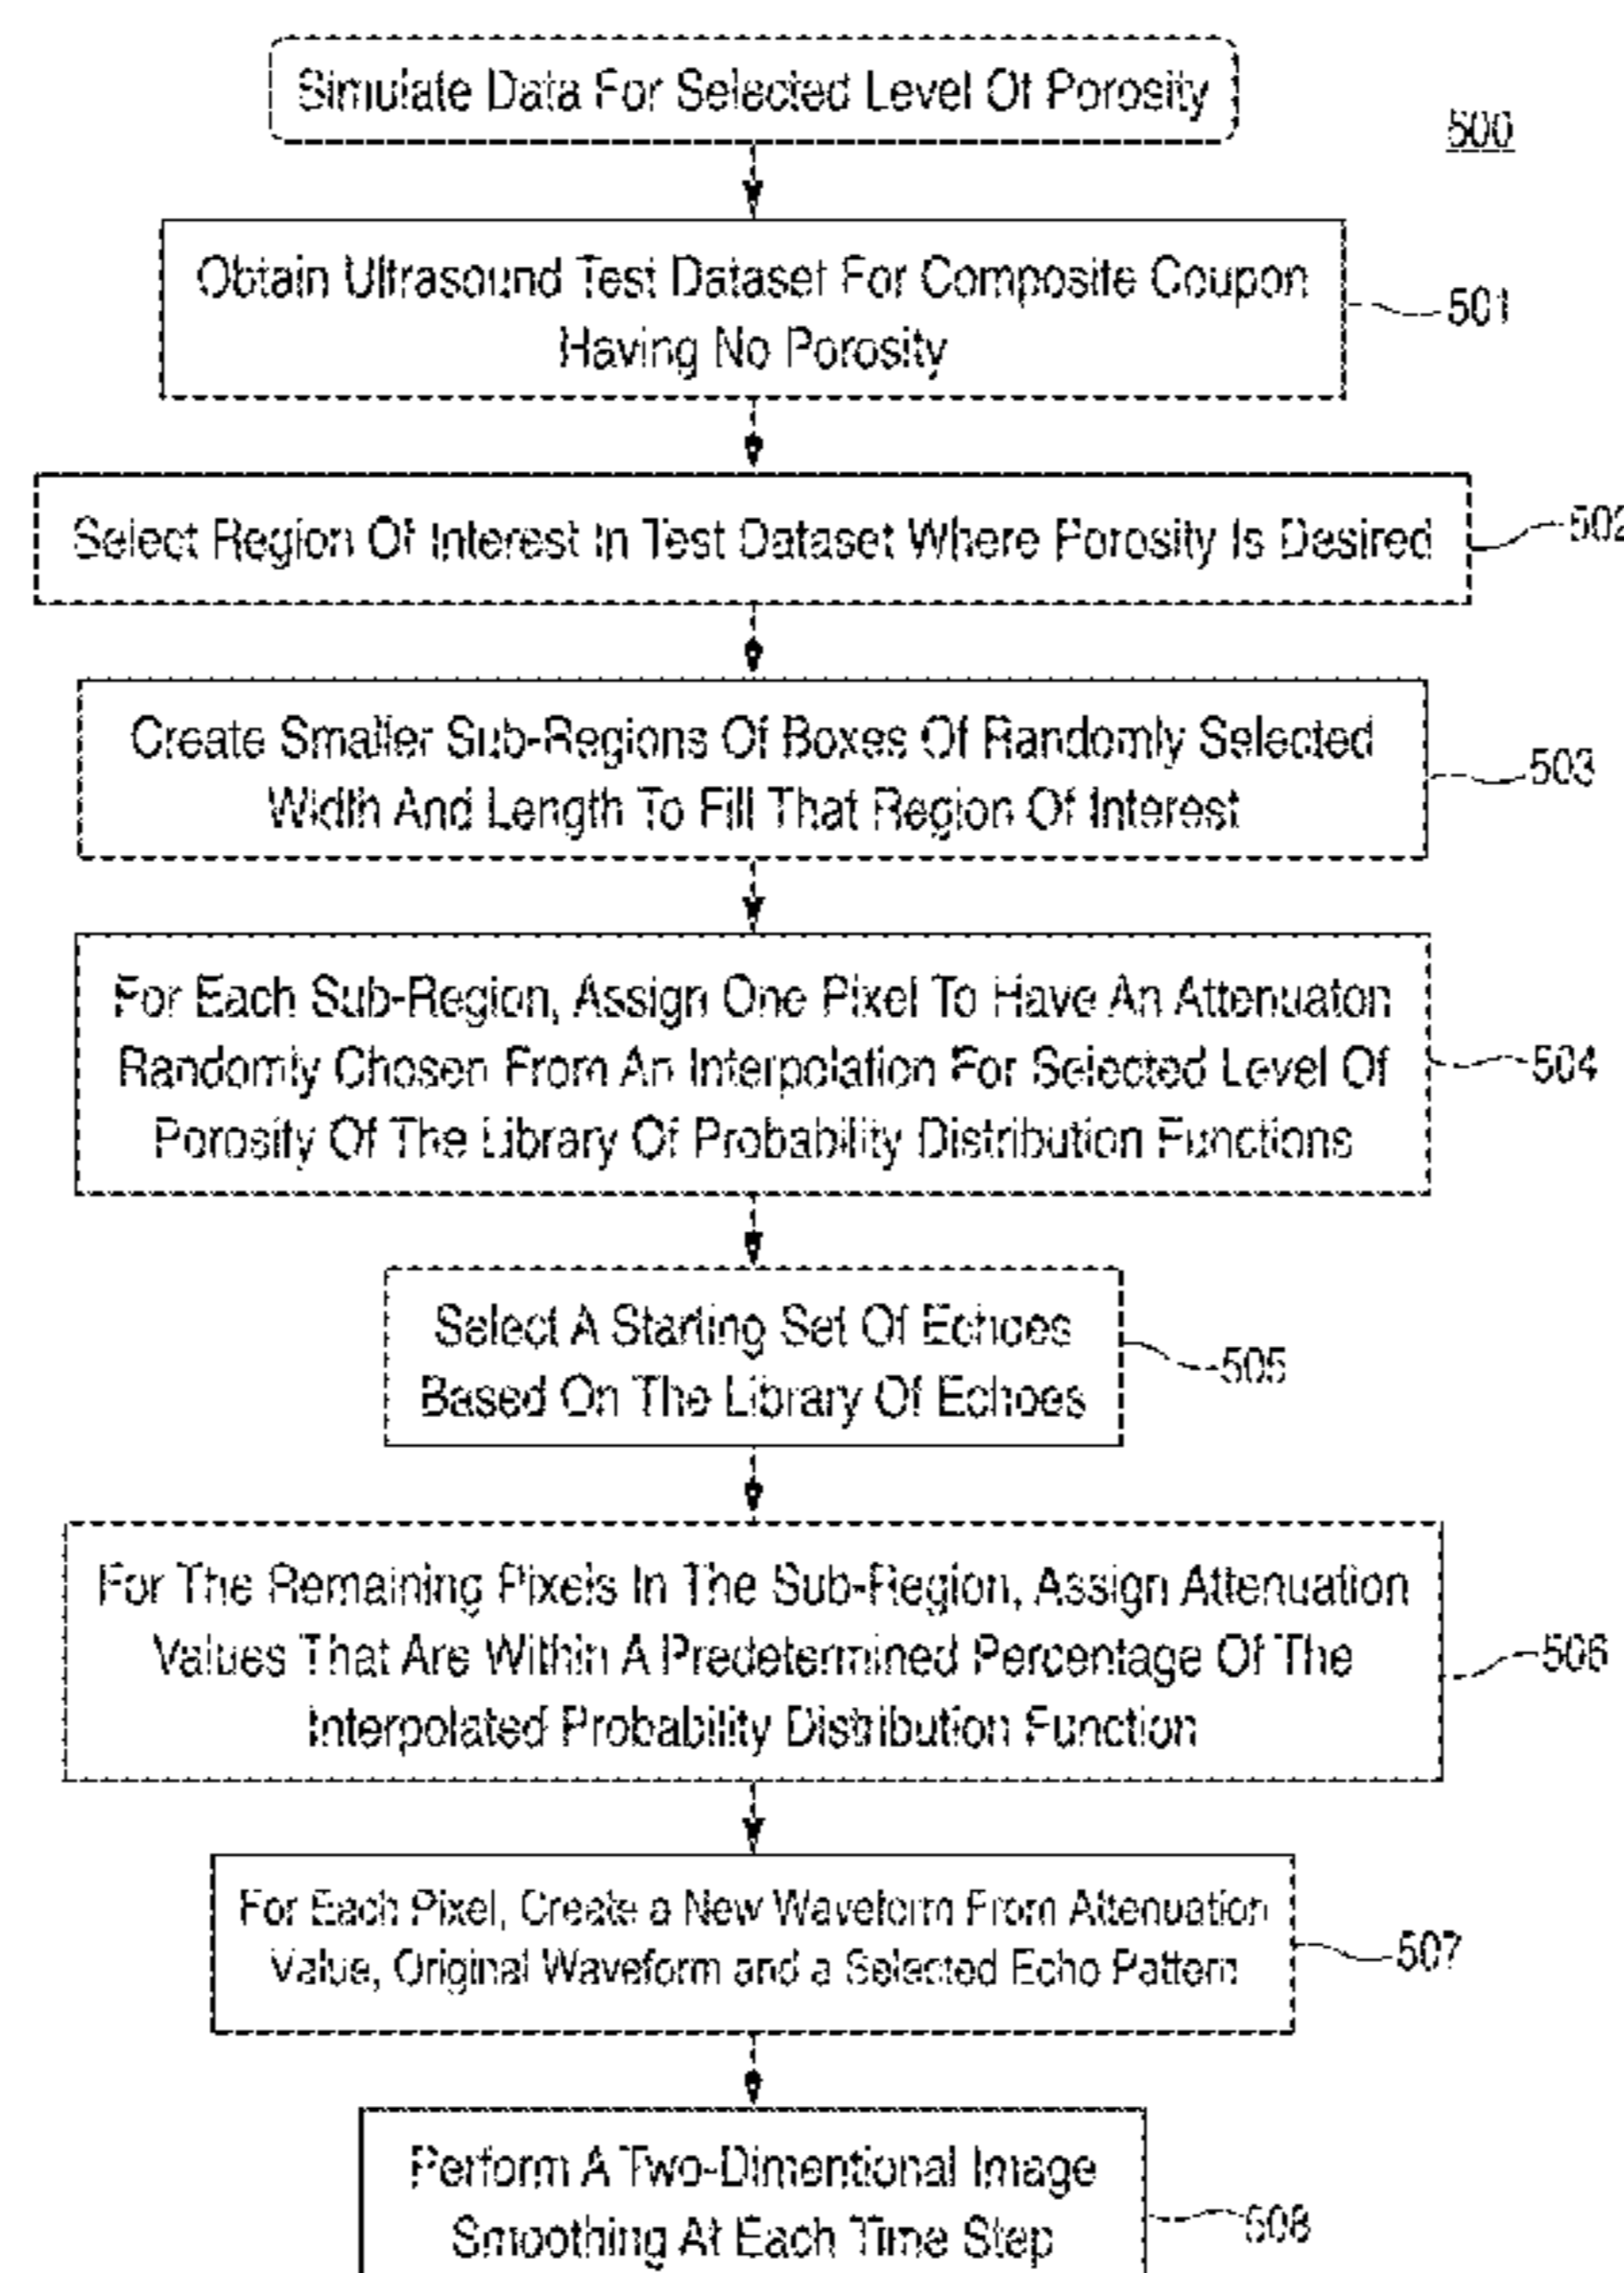 Simulate Data For Selected Level Of Porosity
500
Obtain Ultrasound Test Dataset For Composite Coupon
Having No Porosity
501
Select Region Of Interest In Test Dataset Where Porosity Is Desired
502
Create Smaller Sub-Regions Of Boxes Of Randomly Selected
Width And Length To Fill That Region Of Interest
503
For Each Sub-Region, Assign One Pixel To Have An Attenuaton
Randomly Chosen From An Interpolation For Selected Level Of
Porosity Of The Library Of Probability Distribution Functions
504
Select A Starting Set Of Echoes
Based On The Library Of Echoes
505
For The Remaining Pixels In The Sub-Region, Assign Attenuation
Values That Are Within A Predetermined Percentage Of The
Interpolated Probability Distribution Function
506
For Each Pixel, Create a New Waveform From Attenuation
Value, Original Waveform and a Selected Echo Pattern
507
Perform A Two-Dimentional Image
Smoothing At Each Time Step
508